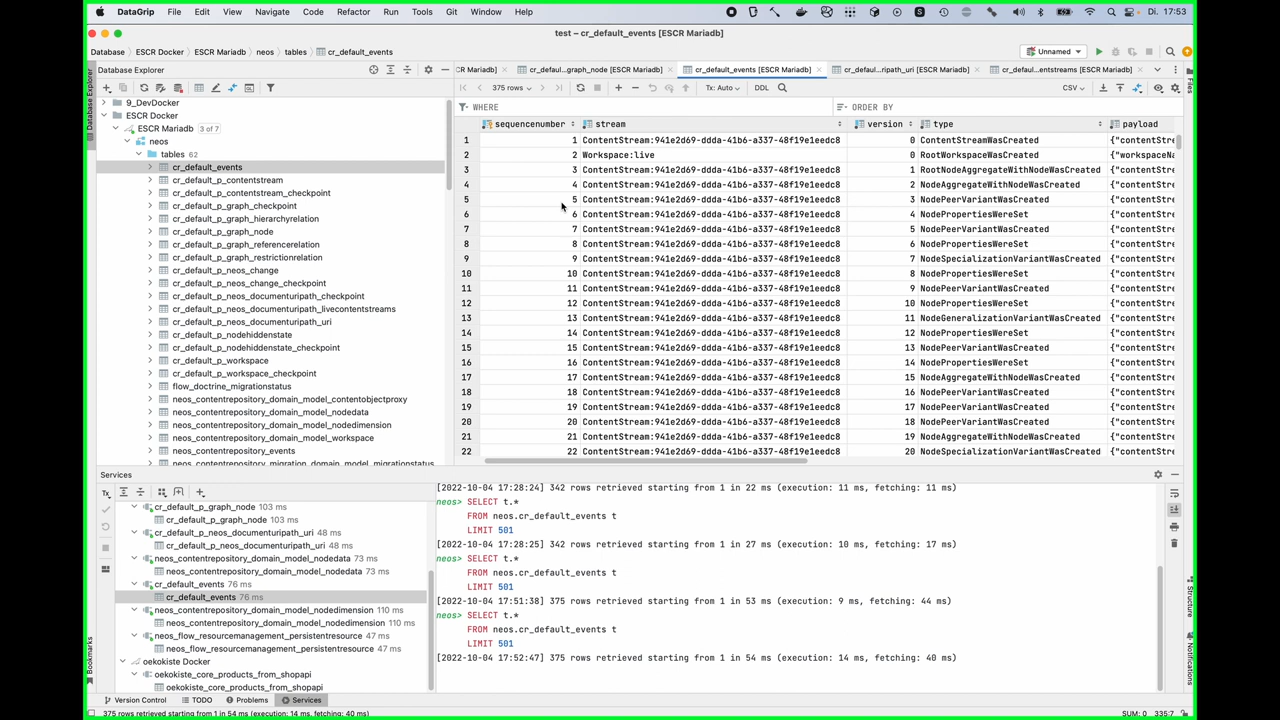 DataGrip File Edit View Navigate Code Refactor Run Tools Git Window Help Di. 17:53
test – cr_default_events [ESCR Mariadb]
Database ESCR Docker ESCR Mariadb neos tables cr_default_events Unnamed
Database Explorer
CR Mariadb] cr_defaul...graph_node [ESCR Mariadb] cr_default_events [ESCR Mariadb] cr_defaul...ripath_uri [ESCR Mariadb] cr_defaul...entstreams [ESCR Mariadb]
375 rows Tx: Auto DDL CSV
WHERE ORDER BY
sequencenumber stream version type payload
1 1 ContentStream:941e2d69-ddda-41b6-a337-48f19e1eedc8 0 ContentStreamWasCreated {"contentStre
2 2 Workspace:live 0 RootWorkspaceWasCreated {"workspaceNa
3 3 ContentStream:941e2d69-ddda-41b6-a337-48f19e1eedc8 1 RootNodeAggregateWithNodeWasCreated {"contentStre
4 4 ContentStream:941e2d69-ddda-41b6-a337-48f19e1eedc8 2 NodeAggregateWithNodeWasCreated {"contentStre
5 5 ContentStream:941e2d69-ddda-41b6-a337-48f19e1eedc8 3 NodePeerVariantWasCreated {"contentStre
6 6 ContentStream:941e2d69-ddda-41b6-a337-48f19e1eedc8 4 NodePropertiesWereSet {"contentStre
7 7 ContentStream:941e2d69-ddda-41b6-a337-48f19e1eedc8 5 NodePeerVariantWasCreated {"contentStre
8 8 ContentStream:941e2d69-ddda-41b6-a337-48f19e1eedc8 6 NodePropertiesWereSet {"contentStre
9 9 ContentStream:941e2d69-ddda-41b6-a337-48f19e1eedc8 7 NodeSpecializationVariantWasCreated {"contentStre
10 10 ContentStream:941e2d69-ddda-41b6-a337-48f19e1eedc8 8 NodePropertiesWereSet {"contentStre
11 11 ContentStream:941e2d69-ddda-41b6-a337-48f19e1eedc8 9 NodePeerVariantWasCreated {"contentStre
12 12 ContentStream:941e2d69-ddda-41b6-a337-48f19e1eedc8 10 NodePropertiesWereSet {"contentStre
13 13 ContentStream:941e2d69-ddda-41b6-a337-48f19e1eedc8 11 NodeGeneralizationVariantWasCreated {"contentStre
14 14 ContentStream:941e2d69-ddda-41b6-a337-48f19e1eedc8 12 NodePropertiesWereSet {"contentStre
15 15 ContentStream:941e2d69-ddda-41b6-a337-48f19e1eedc8 13 NodePeerVariantWasCreated {"contentStre
16 16 ContentStream:941e2d69-ddda-41b6-a337-48f19e1eedc8 14 NodePropertiesWereSet {"contentStre
17 17 ContentStream:941e2d69-ddda-41b6-a337-48f19e1eedc8 15 NodeAggregateWithNodeWasCreated {"contentStre
18 18 ContentStream:941e2d69-ddda-41b6-a337-48f19e1eedc8 16 NodePeerVariantWasCreated {"contentStre
19 19 ContentStream:941e2d69-ddda-41b6-a337-48f19e1eedc8 17 NodePeerVariantWasCreated {"contentStre
20 20 ContentStream:941e2d69-ddda-41b6-a337-48f19e1eedc8 18 NodePeerVariantWasCreated {"contentStre
21 21 ContentStream:941e2d69-ddda-41b6-a337-48f19e1eedc8 19 NodeAggregateWithNodeWasCreated {"contentStre
22 22 ContentStream:941e2d69-ddda-41b6-a337-48f19e1eedc8 20 NodeSpecializationVariantWasCreated {"contentStre
9_DevDocker
ESCR Docker
ESCR Mariadb 3 of 7
neos
tables 62
cr_default_events
cr_default_p_contentstream
cr_default_p_contentstream_checkpoint
cr_default_p_graph_checkpoint
cr_default_p_graph_hierarchyrelation
cr_default_p_graph_node
cr_default_p_graph_referencerelation
cr_default_p_graph_restrictionrelation
cr_default_p_neos_change
cr_default_p_neos_change_checkpoint
cr_default_p_neos_documenturipath_checkpoint
cr_default_p_neos_documenturipath_livecontentstreams
cr_default_p_neos_documenturipath_uri
cr_default_p_nodehiddenstate
cr_default_p_nodehiddenstate_checkpoint
cr_default_p_workspace
cr_default_p_workspace_checkpoint
flow_doctrine_migrationstatus
neos_contentrepository_domain_model_contentobjectproxy
neos_contentrepository_domain_model_nodedata
neos_contentrepository_domain_model_nodedimension
neos_contentrepository_domain_model_workspace
neos_contentrepository_events
neos_contentrepository_migration_domain_model_migrationstatus
Database Explorer
Bookmarks
Files
Structure
Notifications
Services
Tx
cr_default_p_graph_node 103 ms
cr_default_p_graph_node 103 ms
cr_default_p_neos_documenturipath_uri 48 ms
cr_default_p_neos_documenturipath_uri 48 ms
neos_contentrepository_domain_model_nodedata 73 ms
neos_contentrepository_domain_model_nodedata 73 ms
cr_default_events 76 ms
cr_default_events 76 ms
neos_contentrepository_domain_model_nodedimension 110 ms
neos_contentrepository_domain_model_nodedimension 110 ms
neos_flow_resourcemanagement_persistentresource 47 ms
neos_flow_resourcemanagement_persistentresource 47 ms
oekokiste Docker
oekokiste_core_products_from_shopapi
oekokiste_core_products_from_shopapi
[2022-10-04 17:28:24] 342 rows retrieved starting from 1 in 22 ms (execution: 11 ms, fetching: 11 ms)
neos> SELECT t.*
FROM neos.cr_default_events t
LIMIT 501
[2022-10-04 17:28:25] 342 rows retrieved starting from 1 in 27 ms (execution: 10 ms, fetching: 17 ms)
neos> SELECT t.*
FROM neos.cr_default_events t
LIMIT 501
[2022-10-04 17:51:38] 375 rows retrieved starting from 1 in 53 ms (execution: 9 ms, fetching: 44 ms)
neos> SELECT t.*
FROM neos.cr_default_events t
LIMIT 501
[2022-10-04 17:52:47] 375 rows retrieved starting from 1 in 54 ms (execution: 14 ms, fetching: 40 ms)
Version Control TODO Problems Services
375 rows retrieved starting from 1 in 54 ms (execution: 14 ms, fetching: 40 ms) SUM: 0 335:7